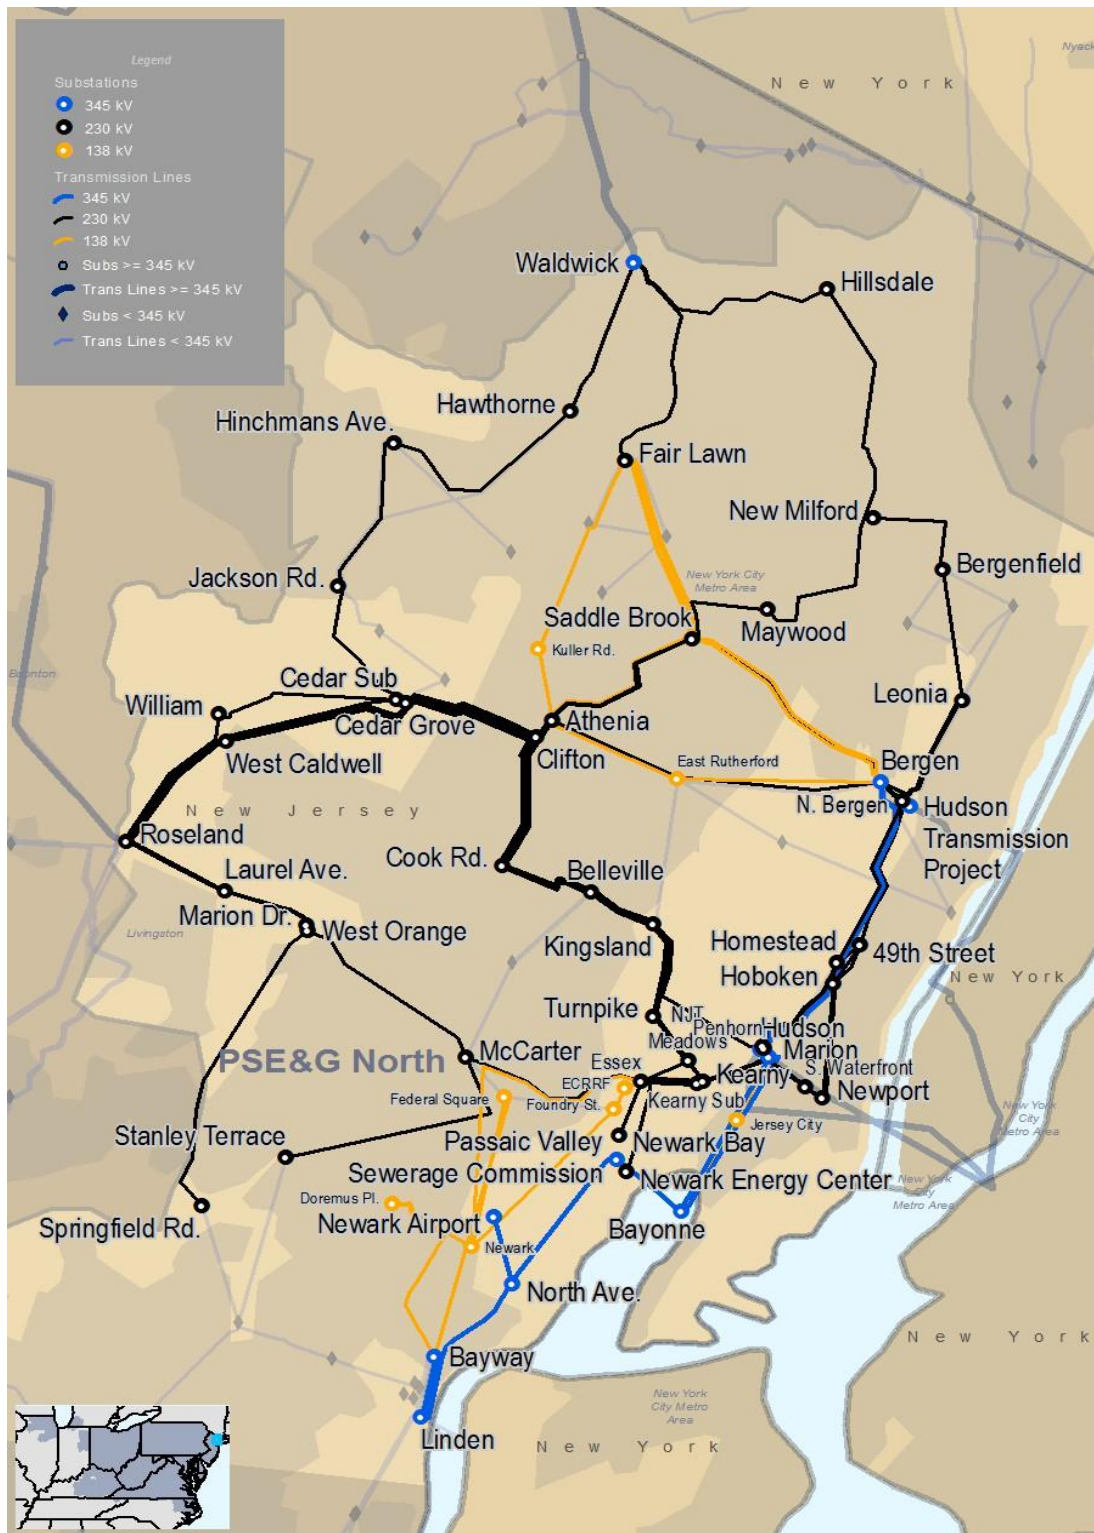 Legend
Substations
345 kV
230 kV
138 kV
Transmission Lines
345 kV
230 kV
138 kV
Subs >= 345 kV
Trans Lines >= 345 kV
Subs < 345 kV
Trans Lines < 345 kV
Nyack
New York
Waldwick
Hillsdale
Hawthorne
Hinchmans Ave.
Fair Lawn
New Milford
Bergenfield
New York City
Metro Area
Jackson Rd.
Saddle Brook
Maywood
Kuller Rd.
Boonton
Cedar Sub
Leonia
William
Cedar Grove
Athenia
West Caldwell
Clifton
East Rutherford
Bergen
New Jersey
N. Bergen
Hudson
Transmission
Project
Roseland
Laurel Ave.
Cook Rd.
Belleville
Marion Dr.
West Orange
Livingston
Kingsland
Homestead
49th Street
Hoboken
New York
Turnpike
NJT
Meadows
Penhorn
Hudson
Marion
PSE&G North
McCarter
Essex
ECRRF
Kearny
S. Waterfront
Newport
Federal Square
Foundry St.
Kearny Sub
New York
City
Metro Area
Stanley Terrace
Passaic Valley
Sewerage Commission
Newark Bay
Jersey City
Newark Energy Center
New York
City
Metro Area
Doremus Pl.
Springfield Rd.
Newark Airport
Newark
Bayonne
North Ave.
Bayway
New York
New York
City Metro
Area
Linden
New York